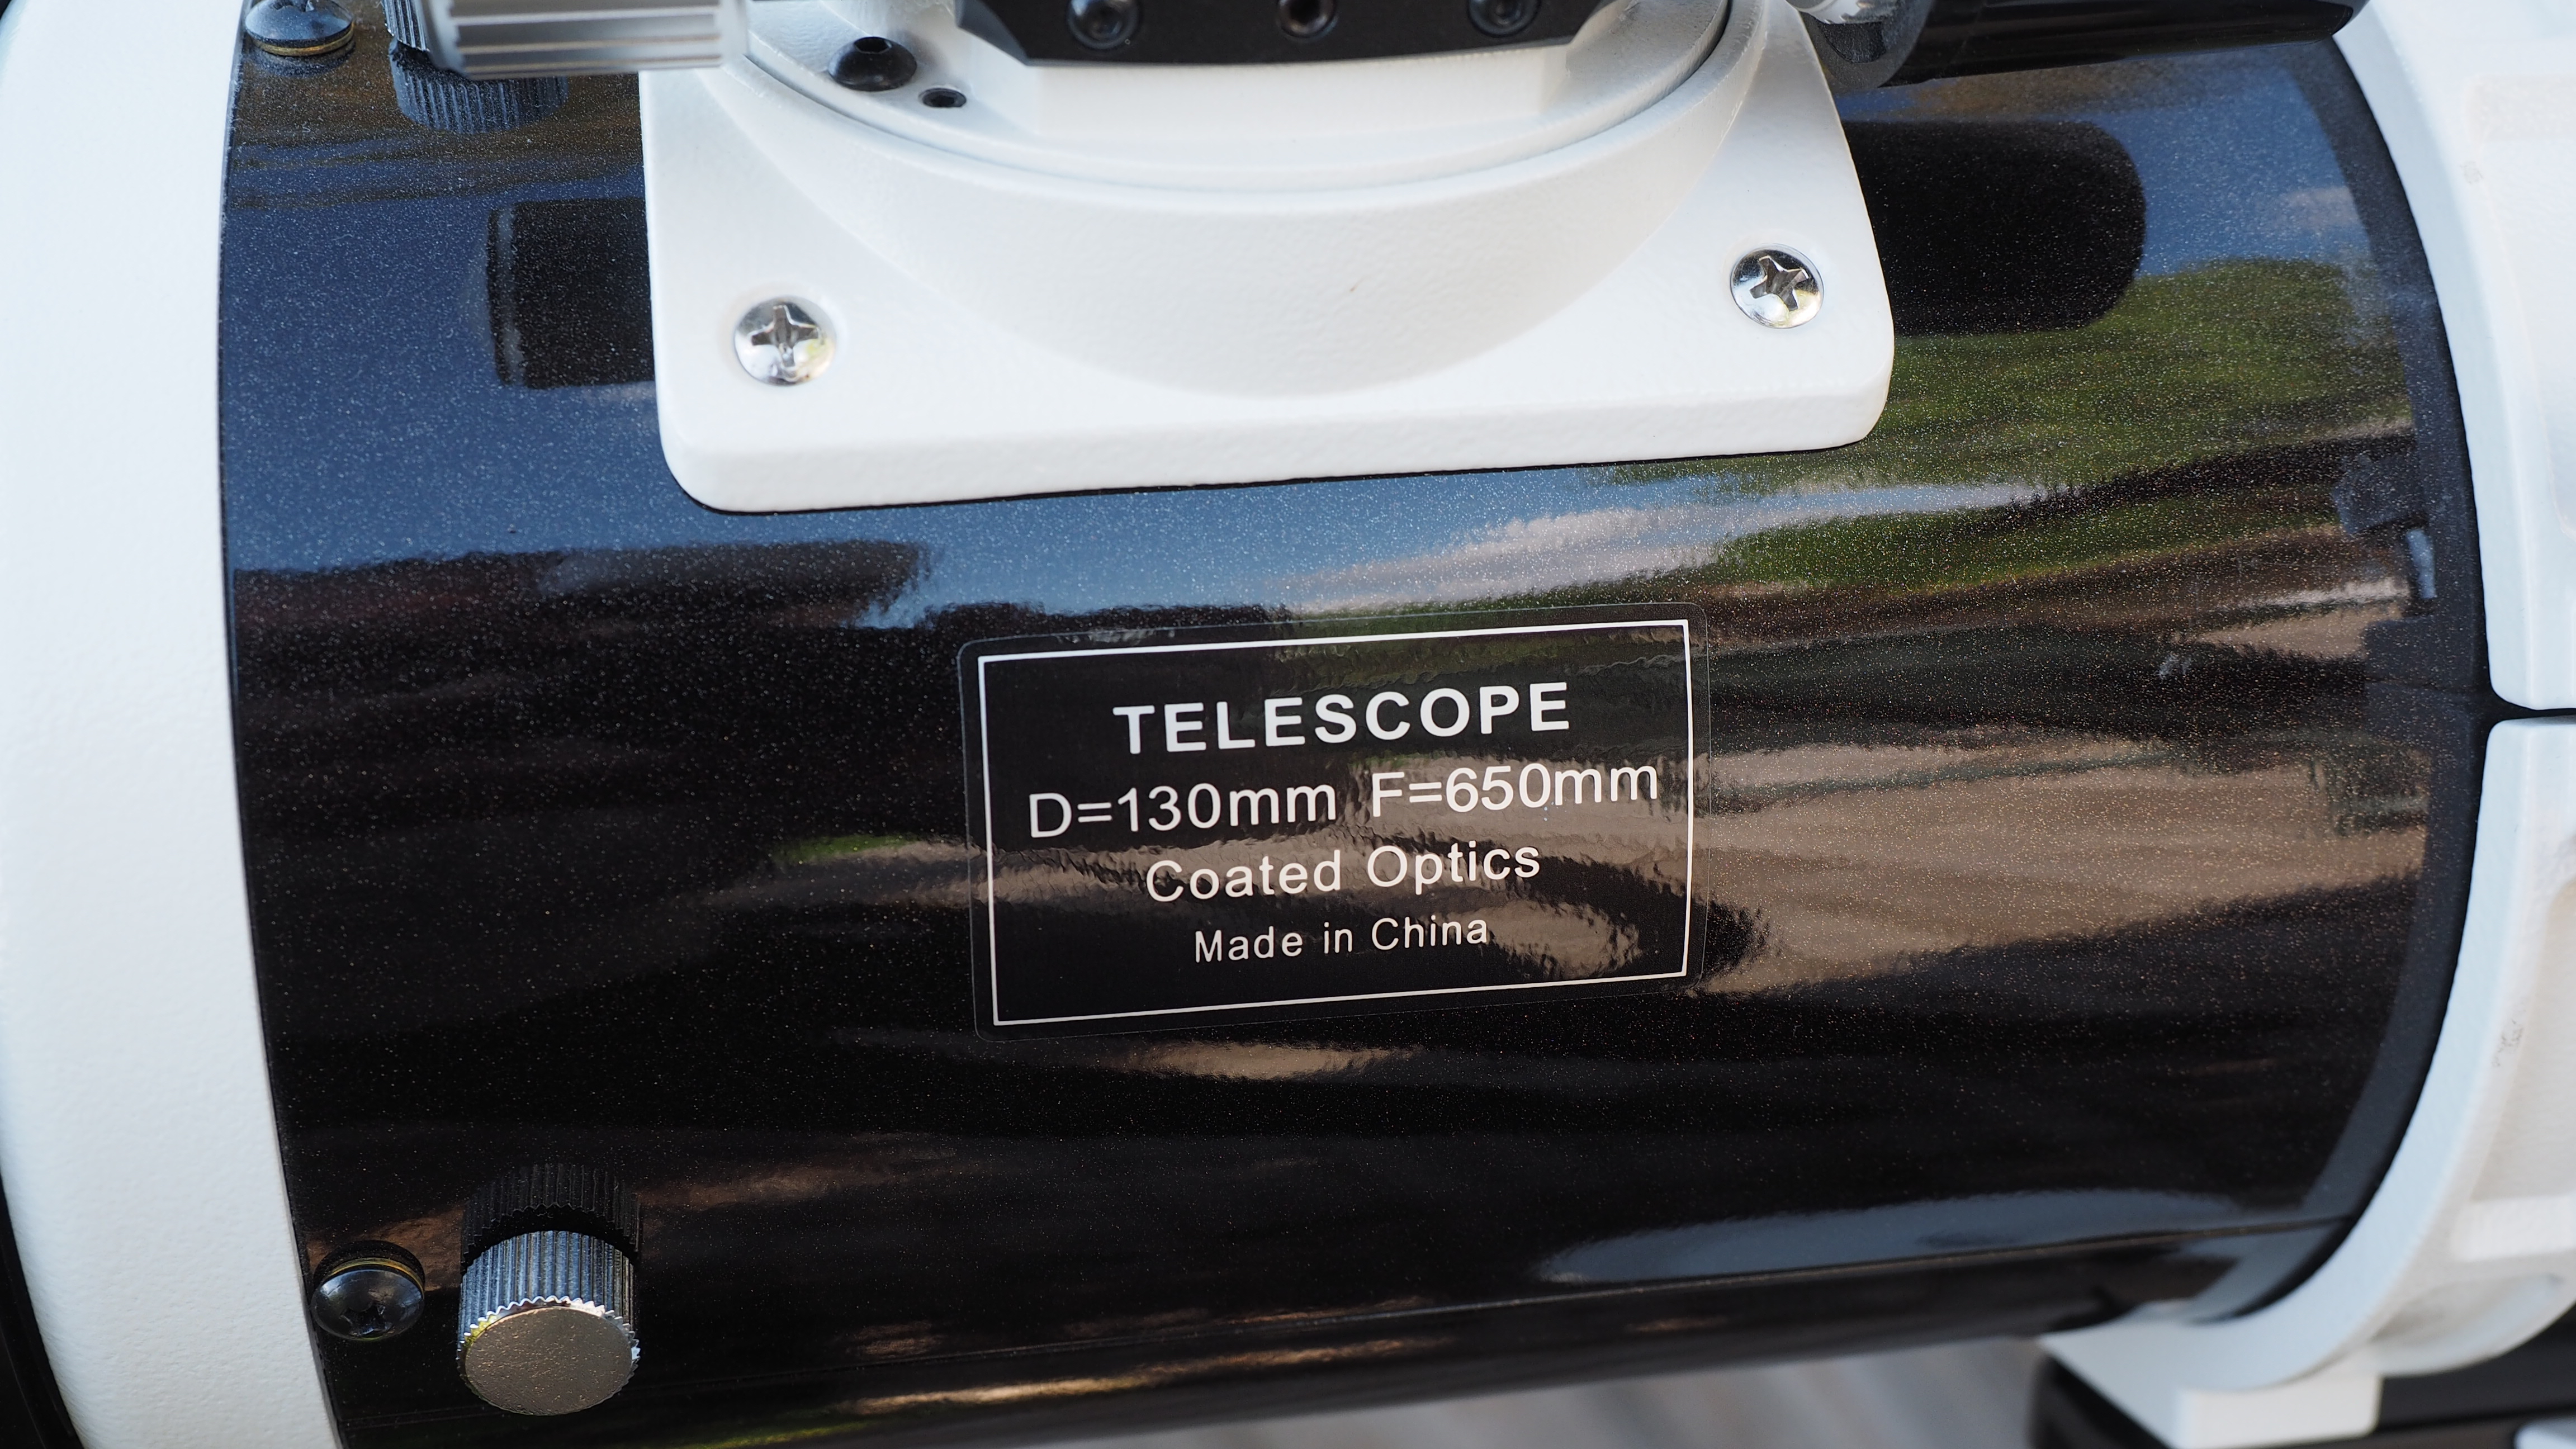 TELESCOPE
D=130mm F=650mm
Coated Optics
Made in China